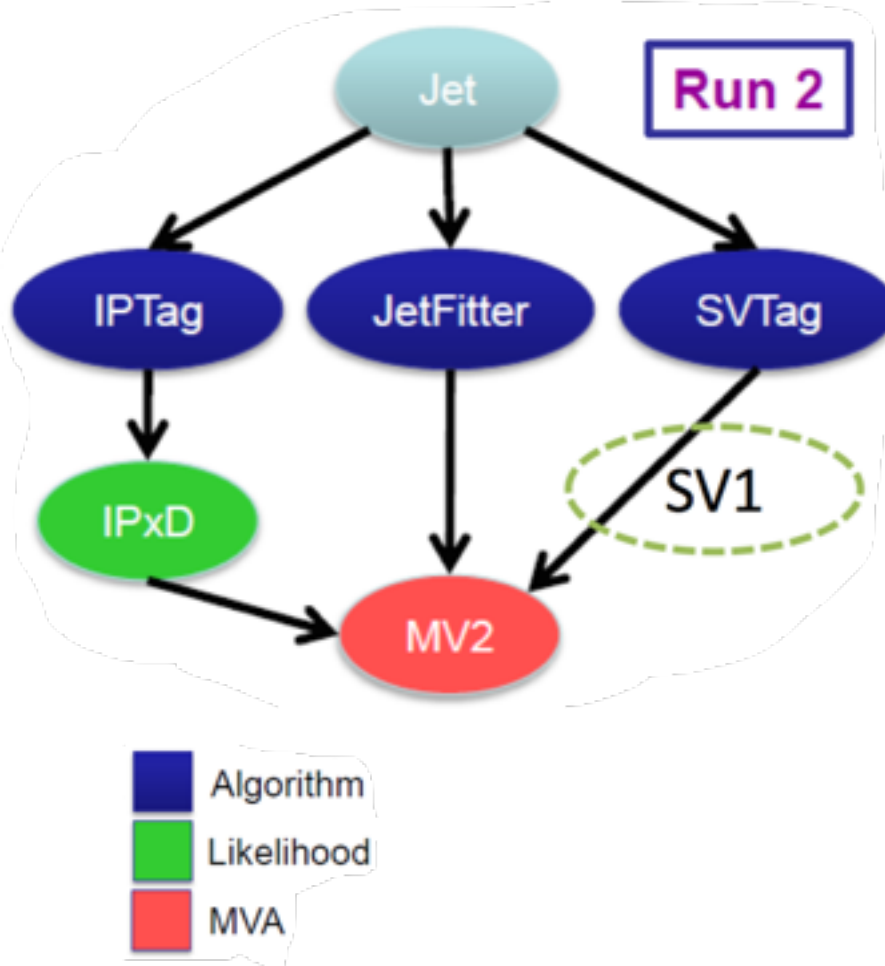 Jet
Run 2
IPTag
JetFitter
SVTag
SV1
IPxD
MV2
Algorithm
Likelihood
MVA